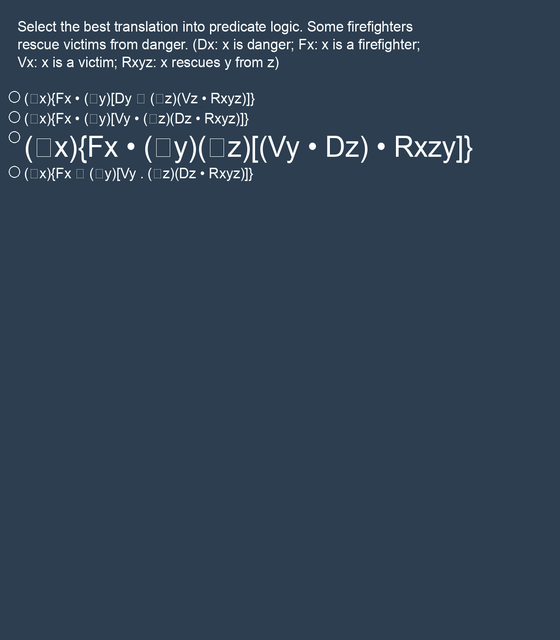 Select the best translation into predicate logic. Some firefighters
rescue victims from danger. (Dx: x is danger; Fx: x is a firefighter;
Vx: x is a victim; Rxyz: x rescues y from z)
(□x){Fx • (□y)[Dy □ (□z)(Vz • Rxyz)]}
(□x){Fx • (□y)[Vy • (□z)(Dz • Rxyz)]}
(□x){Fx • (□y)(□z)[(Vy • Dz) • Rxzy]}
(□x){Fx □ (□y)[Vy . (□z)(Dz • Rxyz)]}